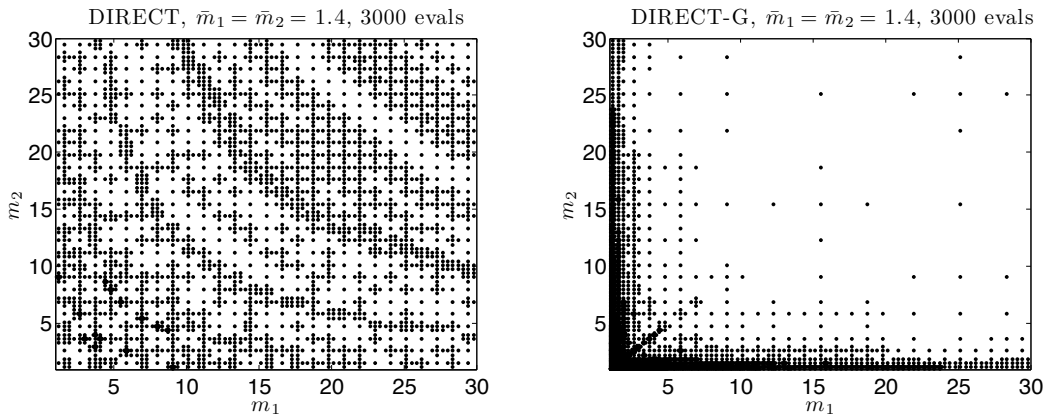 DIRECT, m̄₁ = m̄₂ = 1.4, 3000 evals
30
25
20
15
10
5
m₂
5 10 15 20 25 30
m₁
DIRECT-G, m̄₁ = m̄₂ = 1.4, 3000 evals
30
25
20
15
10
5
m₂
5 10 15 20 25 30
m₁